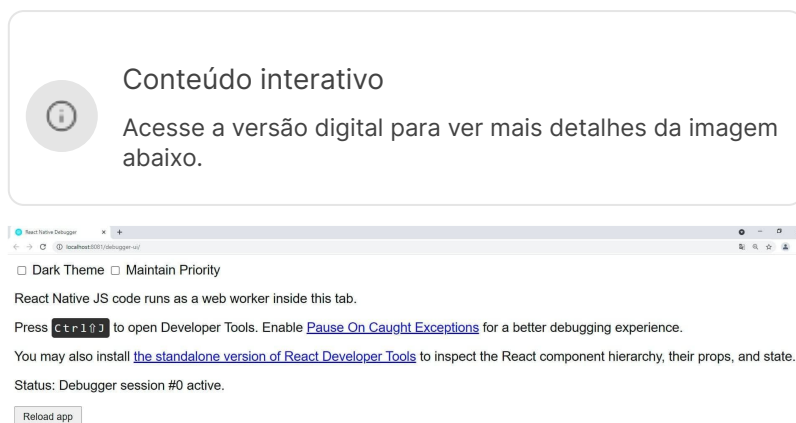 Conteúdo interativo
Acesse a versão digital para ver mais detalhes da imagem
abaixo.
React Native Debugger
localhost:8081/debugger-ui/
Dark Theme Maintain Priority
React Native JS code runs as a web worker inside this tab.
Press Ctrl⇧J to open Developer Tools. Enable Pause On Caught Exceptions for a better debugging experience.
You may also install the standalone version of React Developer Tools to inspect the React component hierarchy, their props, and state.
Status: Debugger session #0 active.
Reload app